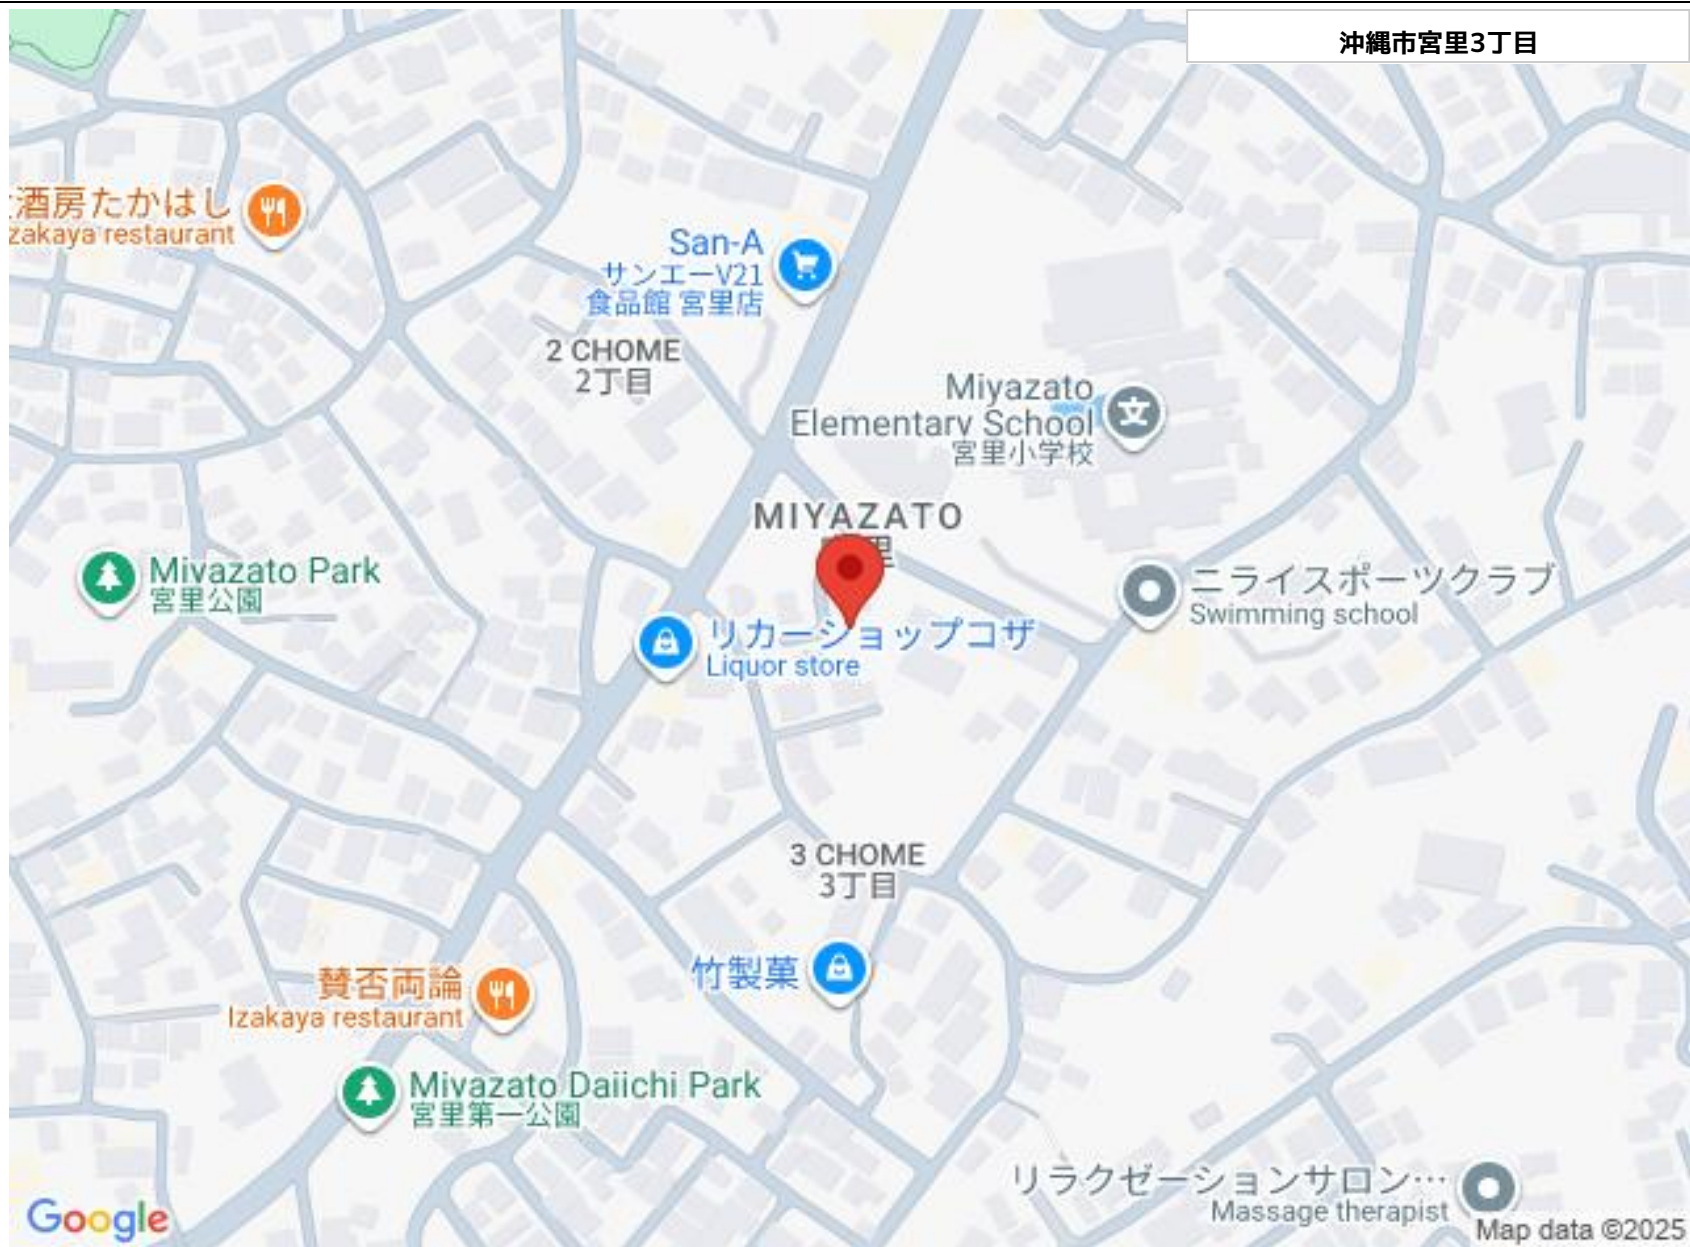 沖縄市宮里3丁目
酒房たかはし
zakaya restaurant
San-A
サンエーV21
食品館 宮里店
2 CHOME
2丁目
Miyazato
Elementary School
宮里小学校
MIYAZATO
里
Miyazato Park
宮里公園
ニライスポーツクラブ
Swimming school
リカーショップコザ
Liquor store
3 CHOME
3丁目
竹製菓
賛否両論
Izakaya restaurant
Miyazato Daiichi Park
宮里第一公園
リラクゼーションサロン…
Massage therapist
Google
Map data ©2025